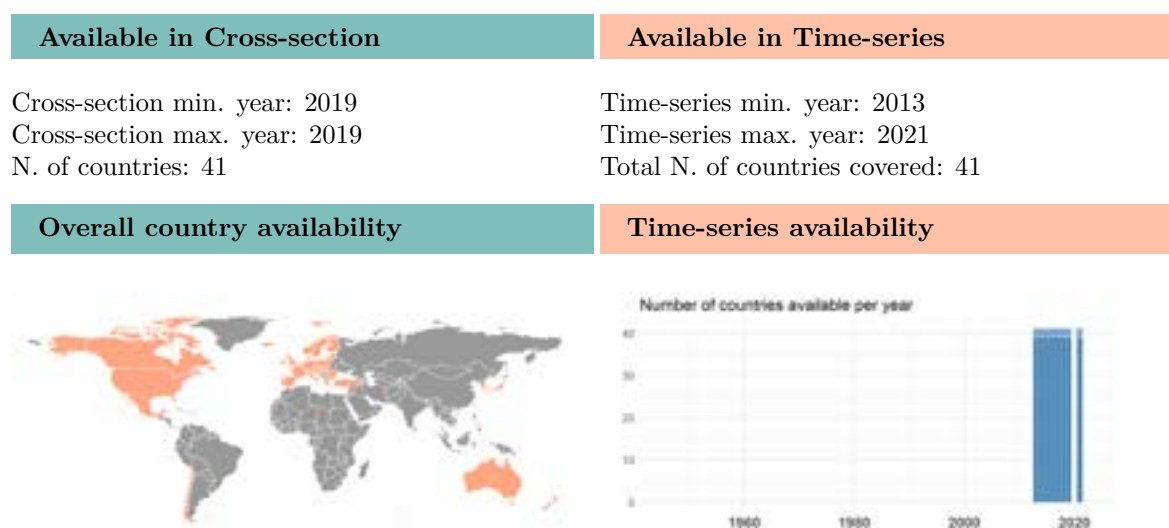 Available in Cross-section
Available in Time-series
Cross-section min. year: 2019
Cross-section max. year: 2019
N. of countries: 41
Time-series min. year: 2013
Time-series max. year: 2021
Total N. of countries covered: 41
Overall country availability
Time-series availability
Number of countries available per year
40
30
20
10
0
1960
1980
2000
2020